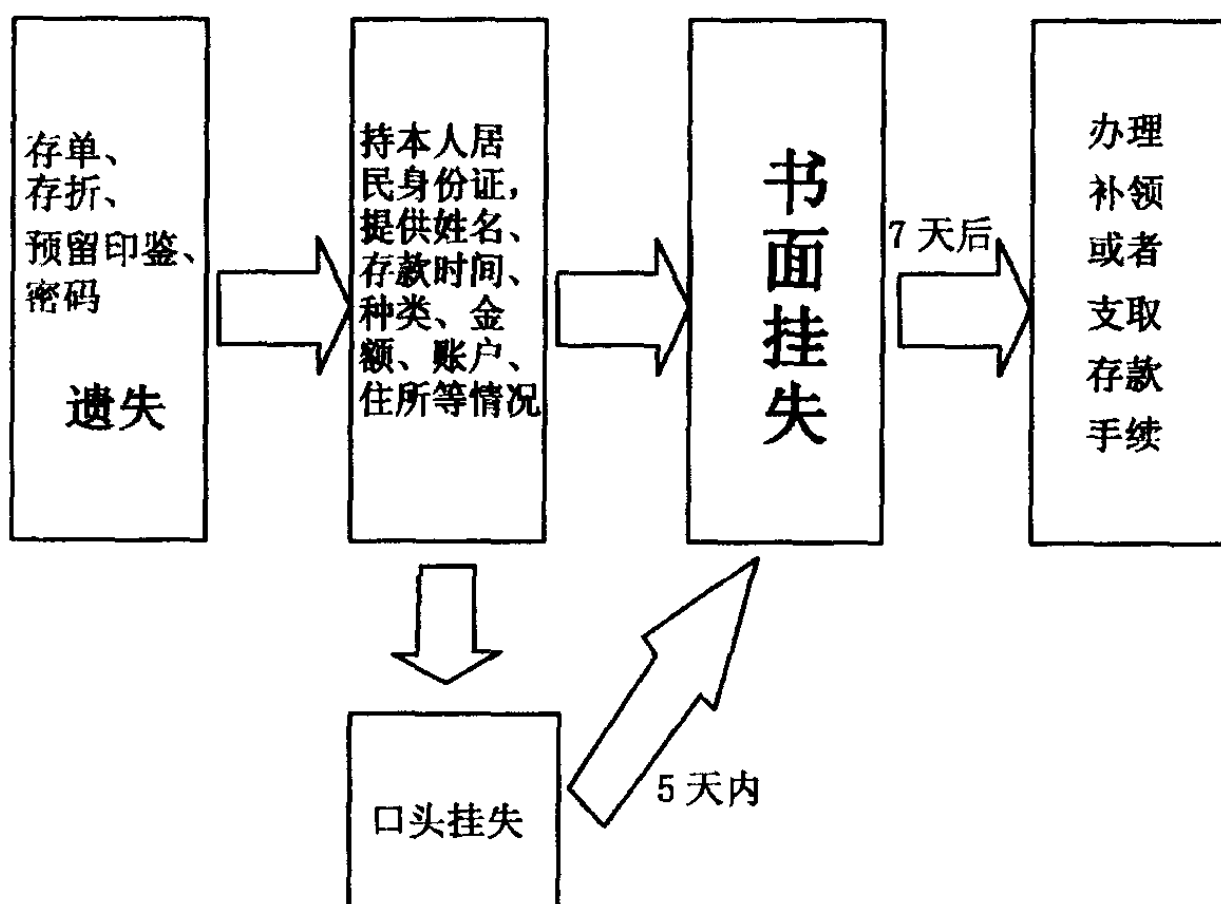 存单、
存折、
预留印鉴、
密码
遗失
持本人居
民身份证，
提供姓名、
存款时间、
种类、金
额、账户、
住所等情况
书
面
挂
失
7 天后
办理
补领
或者
支取
存款
手续
口头挂失
5 天内